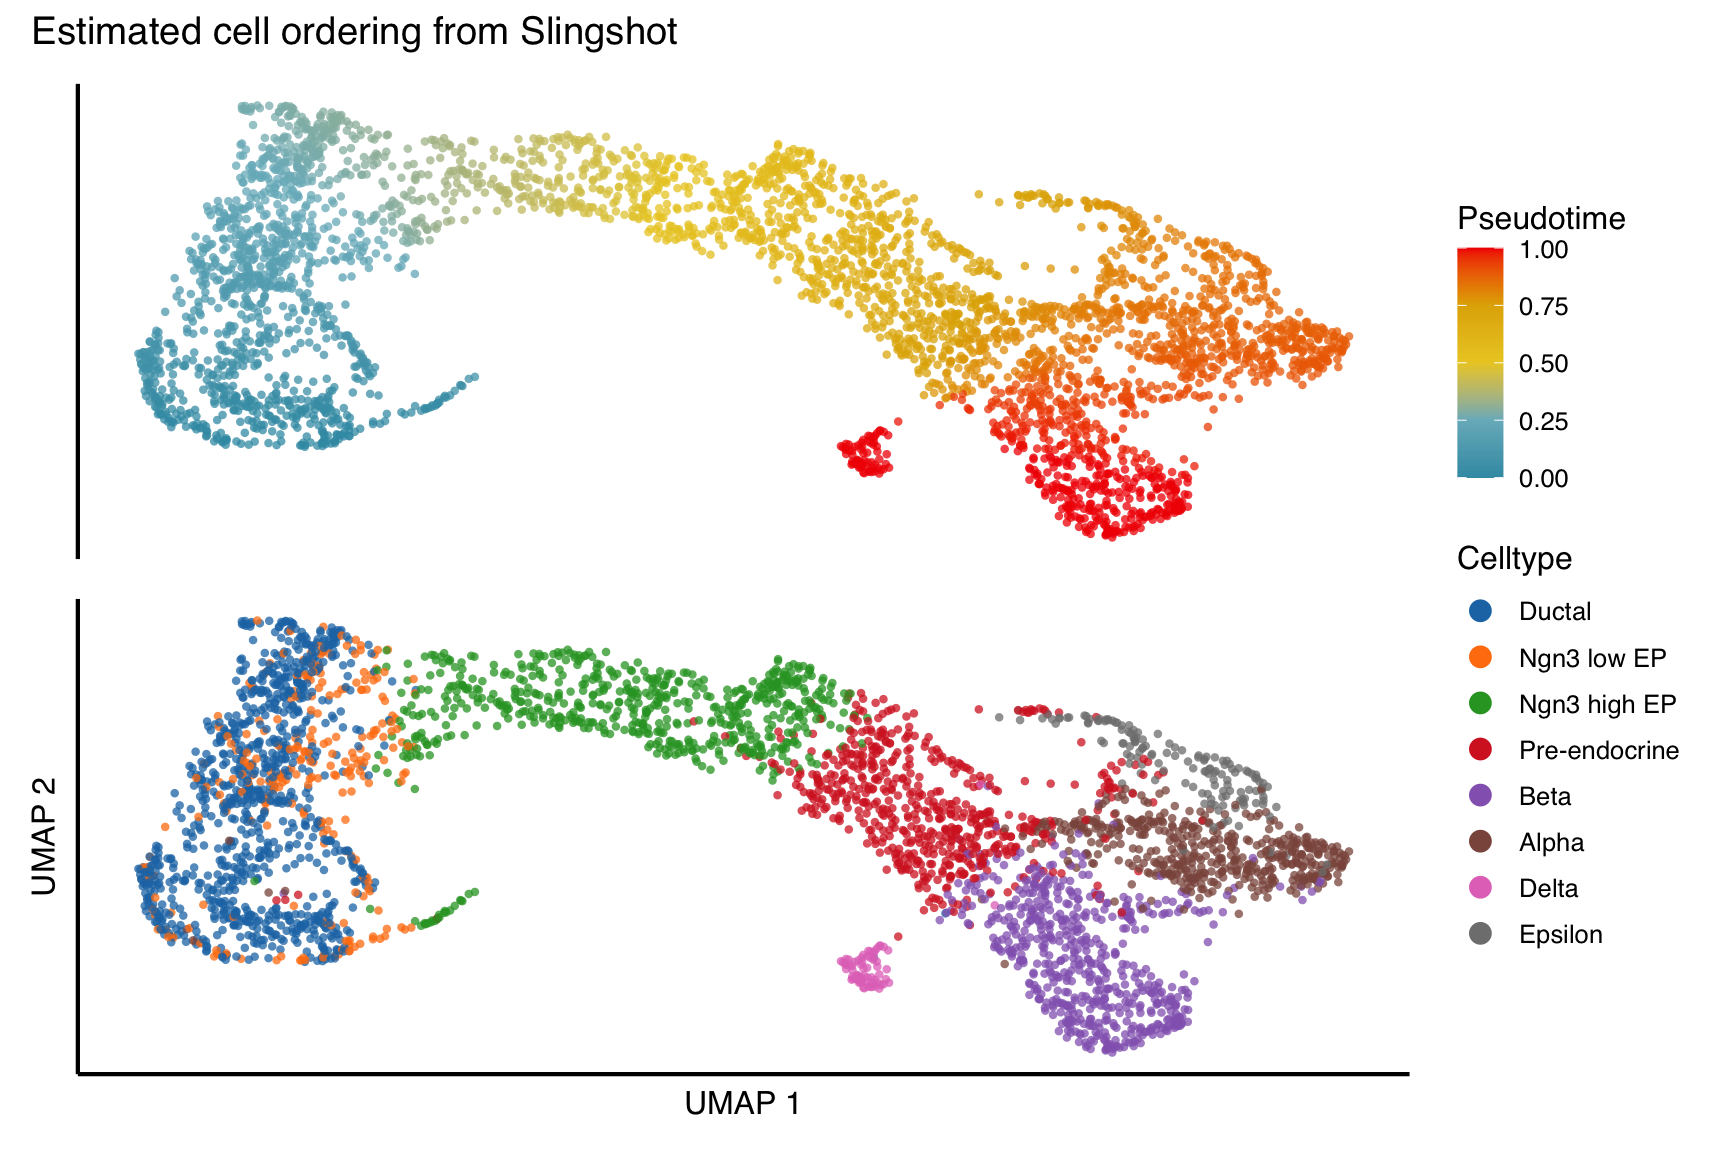 Estimated cell ordering from Slingshot
Pseudotime
1.00
0.75
0.50
0.25
0.00
Celltype
Ductal
Ngn3 low EP
Ngn3 high EP
Pre-endocrine
Beta
Alpha
Delta
Epsilon
UMAP 2
UMAP 1